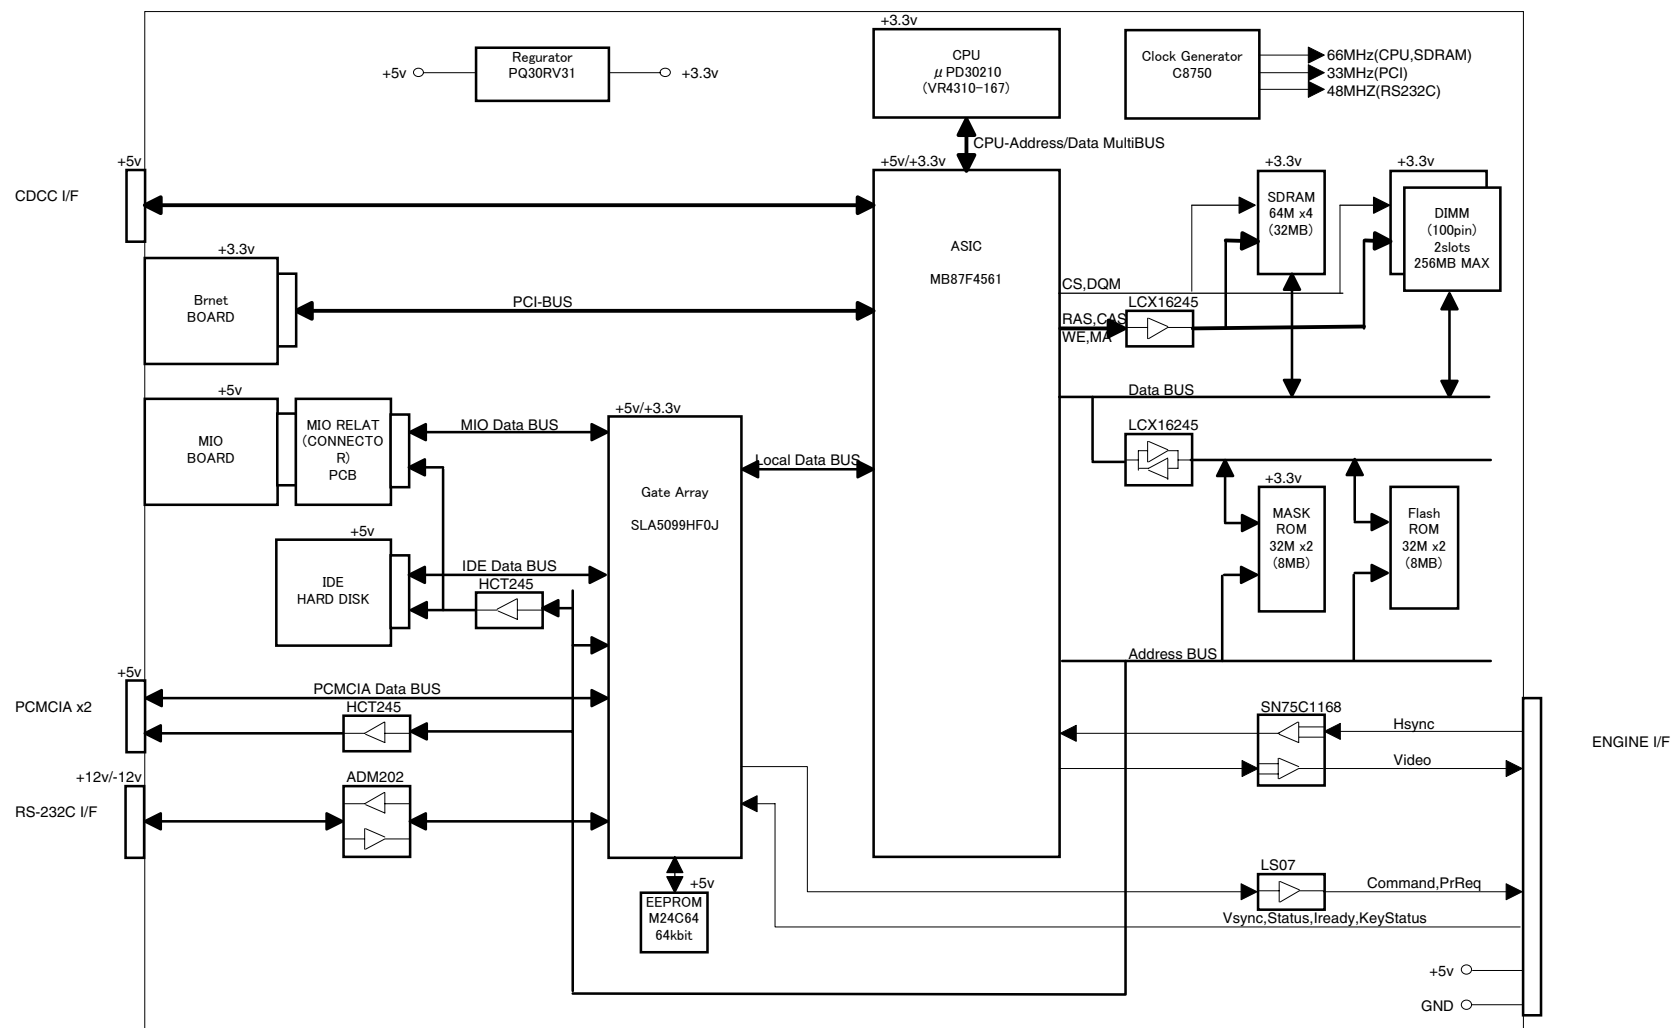 +5v
Regurator
PQ30RV31
+3.3v
+3.3v
CPU
μPD30210
(VR4310-167)
Clock Generator
C8750
66MHz(CPU,SDRAM)
33MHz(PCI)
48MHZ(RS232C)
CPU-Address/Data MultiBUS
+5v
CDCC I/F
+5v/+3.3v
ASIC
MB87F4561
+3.3v
SDRAM
64M x4
(32MB)
+3.3v
DIMM
(100pin)
2slots
256MB MAX
+3.3v
Brnet
BOARD
PCI-BUS
CS,DQM
LCX16245
RAS,CAS
WE,MA
Data BUS
LCX16245
+5v
MIO
BOARD
MIO RELAT
(CONNECTO
R)
PCB
MIO Data BUS
+5v/+3.3v
Gate Array
SLA5099HF0J
Local Data BUS
+3.3v
MASK
ROM
32M x2
(8MB)
Flash
ROM
32M x2
(8MB)
+5v
IDE
HARD DISK
IDE Data BUS
HCT245
Address BUS
+5v
PCMCIA x2
PCMCIA Data BUS
HCT245
SN75C1168
Hsync
Video
ENGINE I/F
+12v/-12v
RS-232C I/F
ADM202
+5v
EEPROM
M24C64
64kbit
LS07
Command,PrReq
Vsync,Status,Iready,KeyStatus
+5v
GND